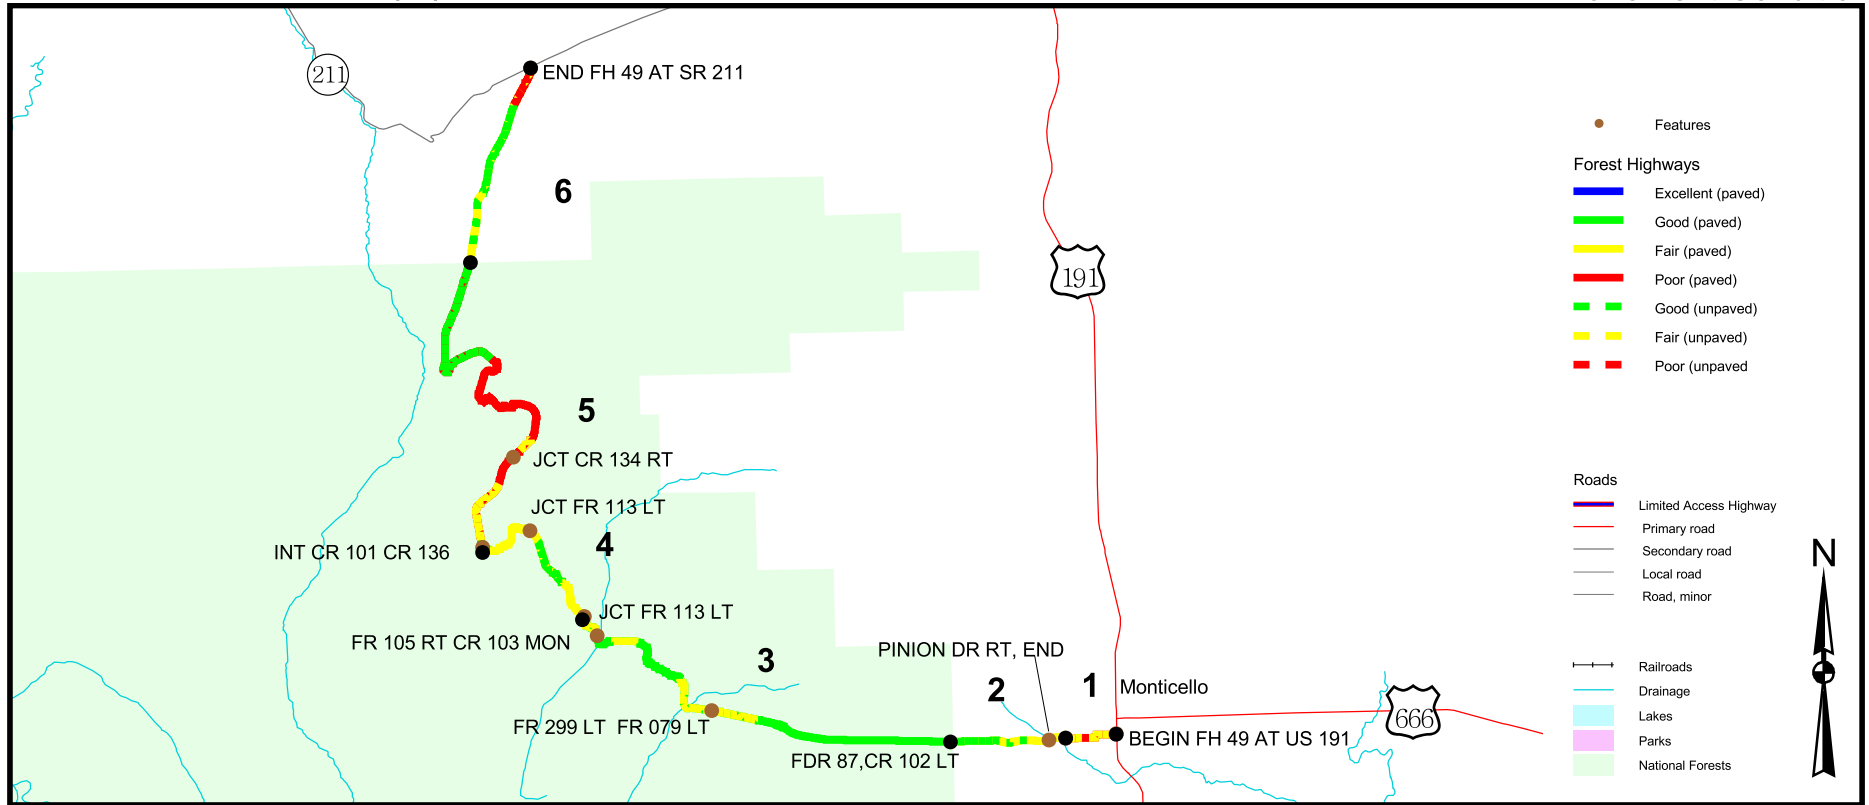 211
END FH 49 AT SR 211
Features
Forest Highways
6
Excellent (paved)
Good (paved)
Fair (paved)
191
Poor (paved)
Good (unpaved)
Fair (unpaved)
Poor (unpaved
5
JCT CR 134 RT
Roads
JCT FR 113 LT
Limited Access Highway
Primary road
INT CR 101 CR 136
4
Secondary road
N
Local road
Road, minor
JCT FR 113 LT
FR 105 RT CR 103 MON
PINION DR RT, END
3
2
1
Monticello
Railroads
Drainage
FR 299 LT FR 079 LT
666
Lakes
BEGIN FH 49 AT US 191
Parks
FDR 87,CR 102 LT
National Forests